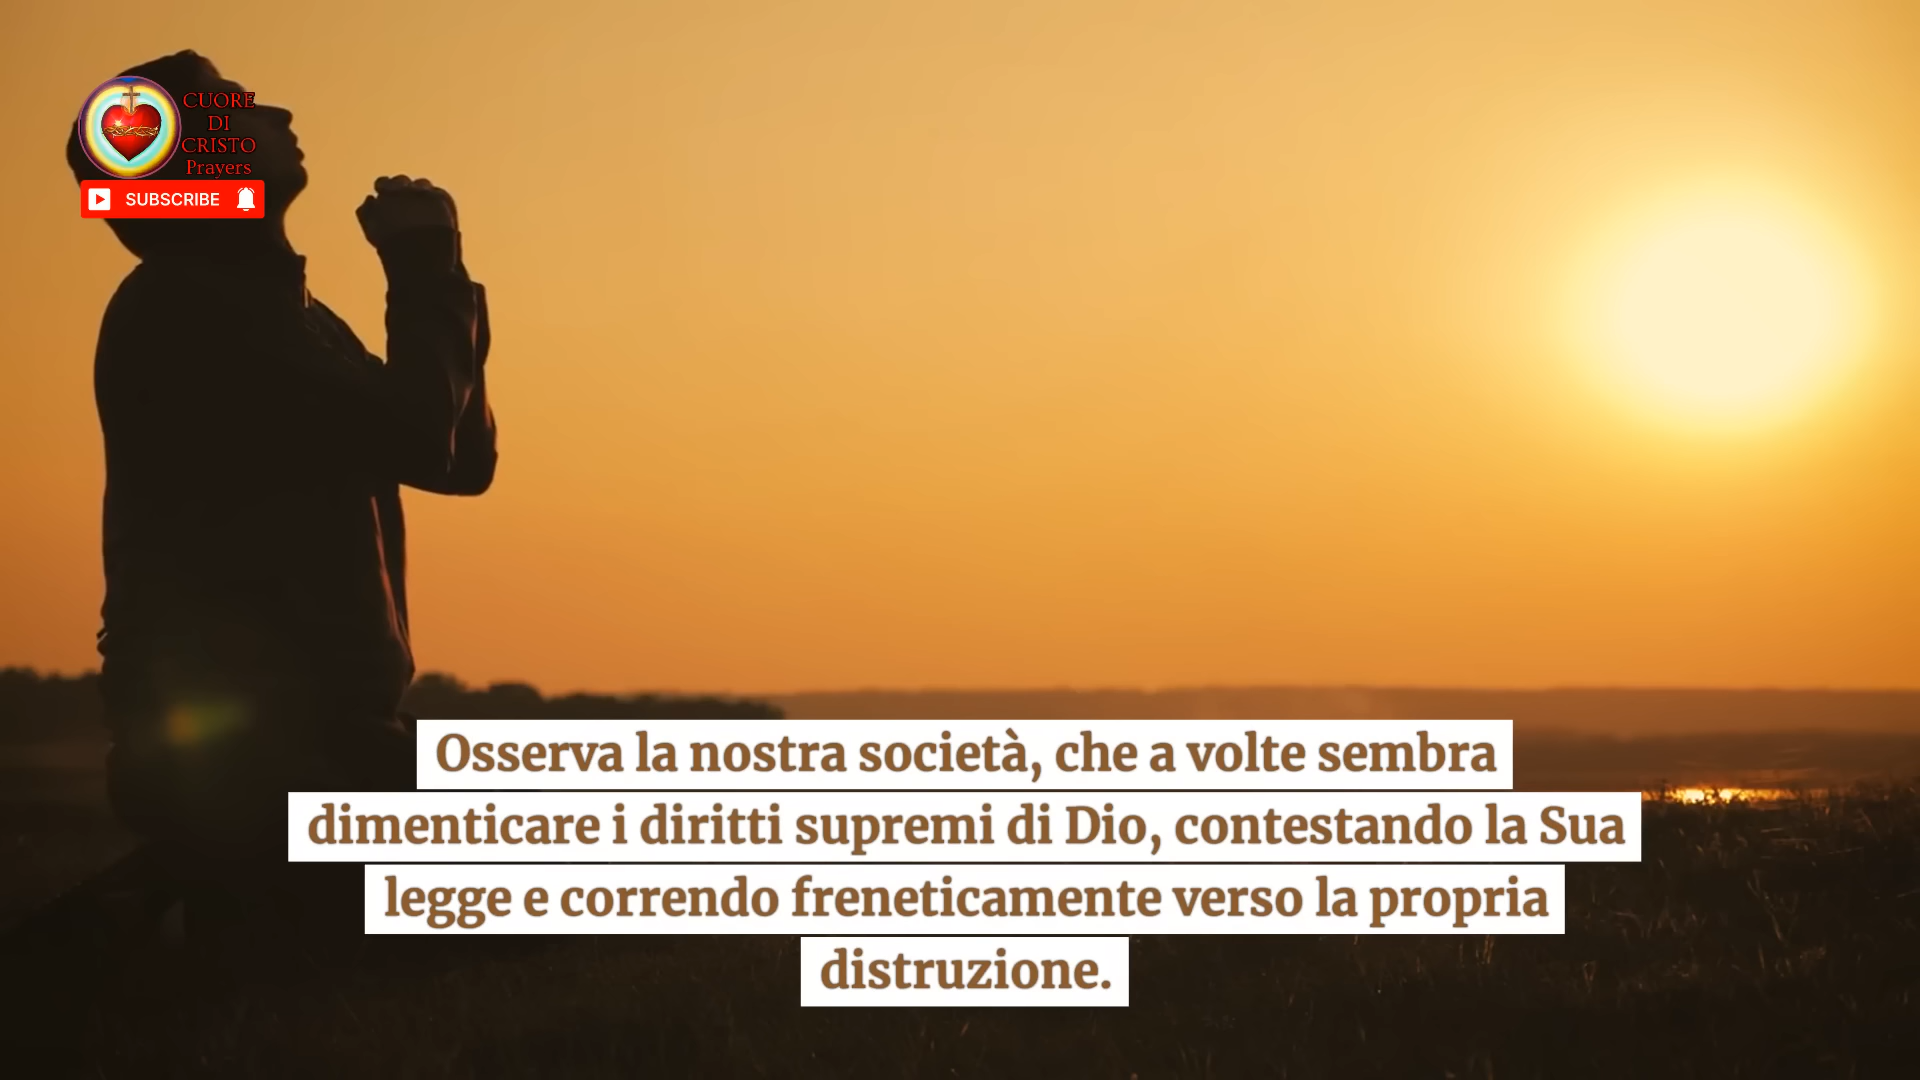 CUORE
DI
CRISTO
Prayers
SUBSCRIBE
Osserva la nostra società, che a volte sembra
dimenticare i diritti supremi di Dio, contestando la Sua
legge e correndo freneticamente verso la propria
distruzione.